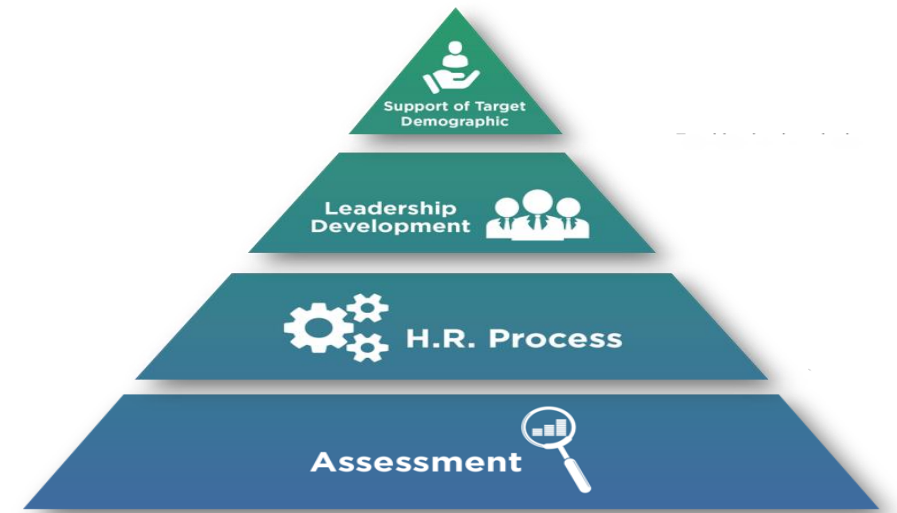 Support of Target
Demographic
Leadership
Development
H.R. Process
Assessment